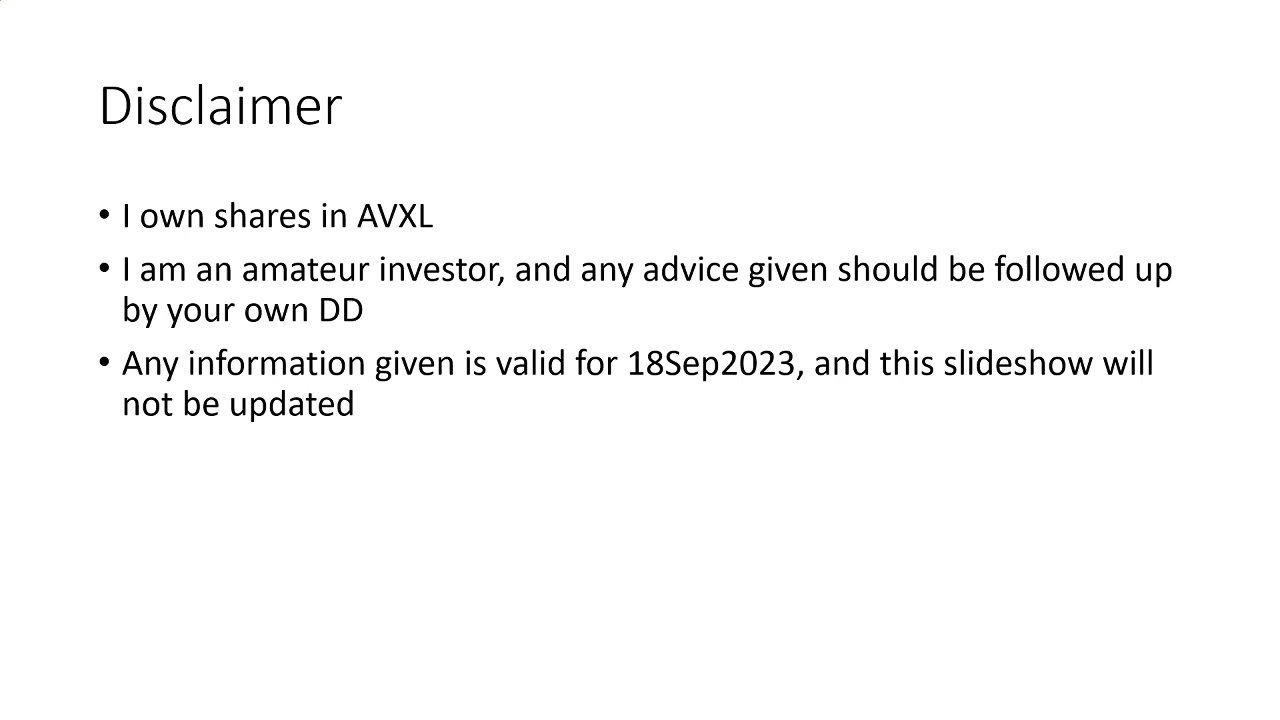 Disclaimer
• I own shares in AVXL
• I am an amateur investor, and any advice given should be followed up
by your own DD
• Any information given is valid for 18Sep2023, and this slideshow will
not be updated